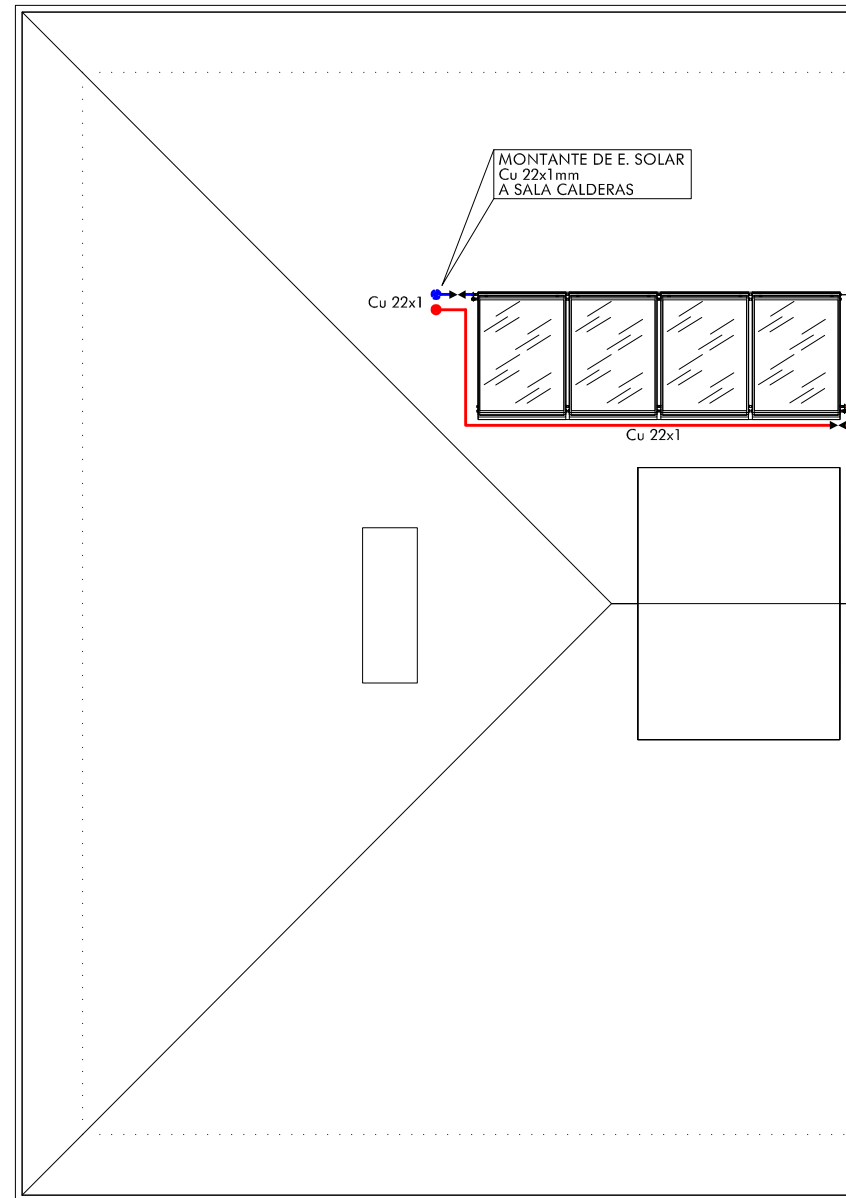 MONTANTE DE E. SOLAR
Cu 22x1mm
A SALA CALDERAS
Cu 22x1
Cu 22x1